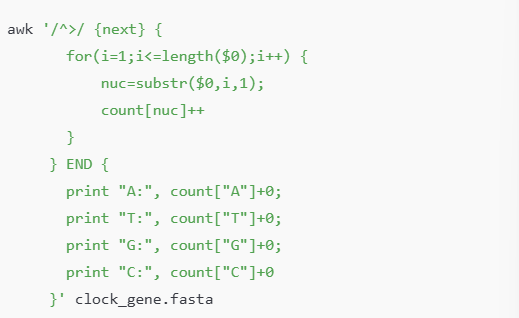 awk '/^>/ {next} {
for(i=1;i<=length($0);i++) {
nuc=substr($0,i,1);
count[nuc]++
}
} END {
print "A:", count["A"]+0;
print "T:", count["T"]+0;
print "G:", count["G"]+0;
print "C:", count["C"]+0
}' clock_gene.fasta